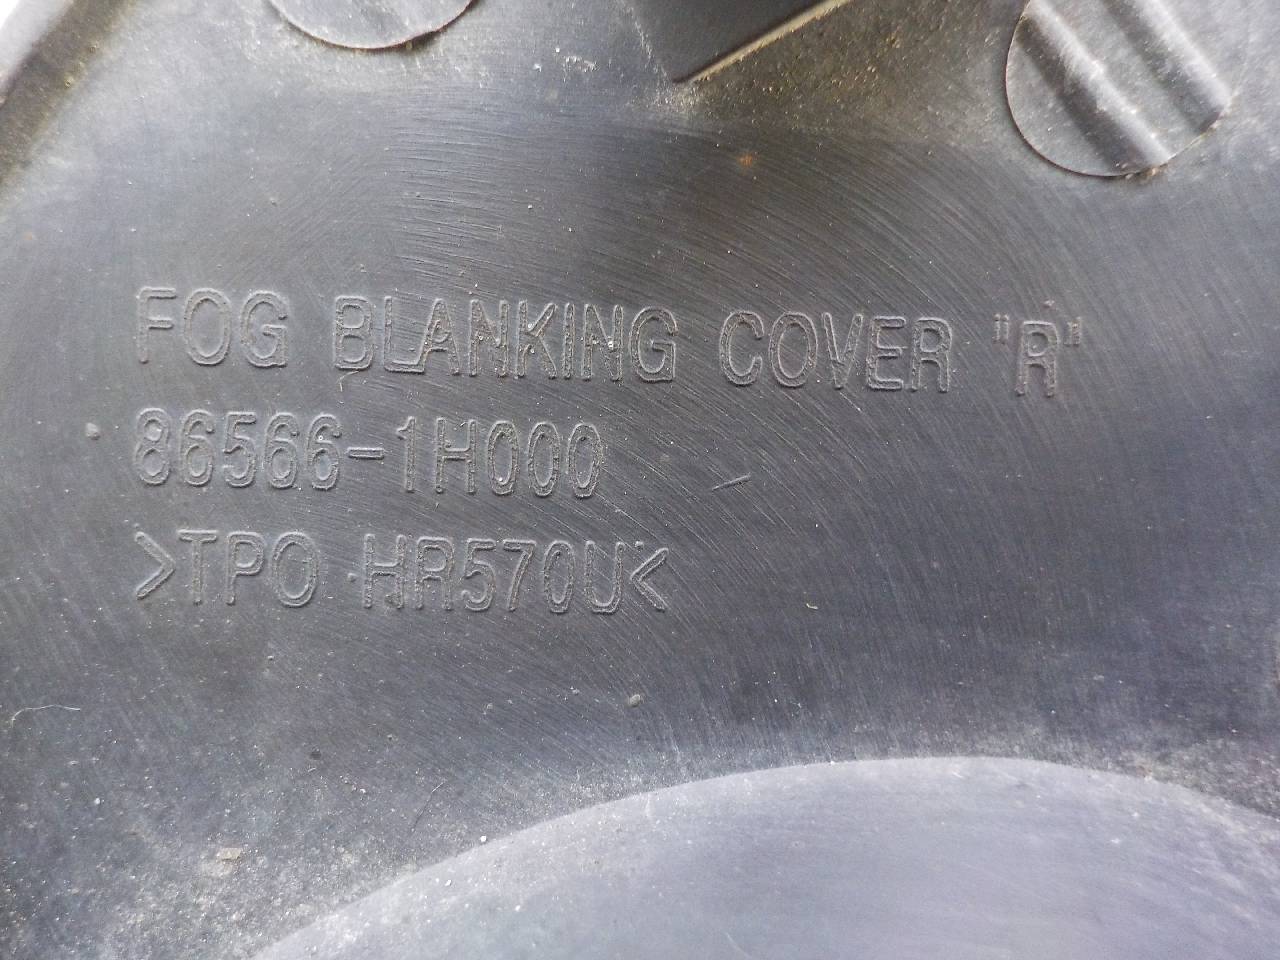 FOG BLANKING COVER "R"
86566-1H000
>TPO HR570U<